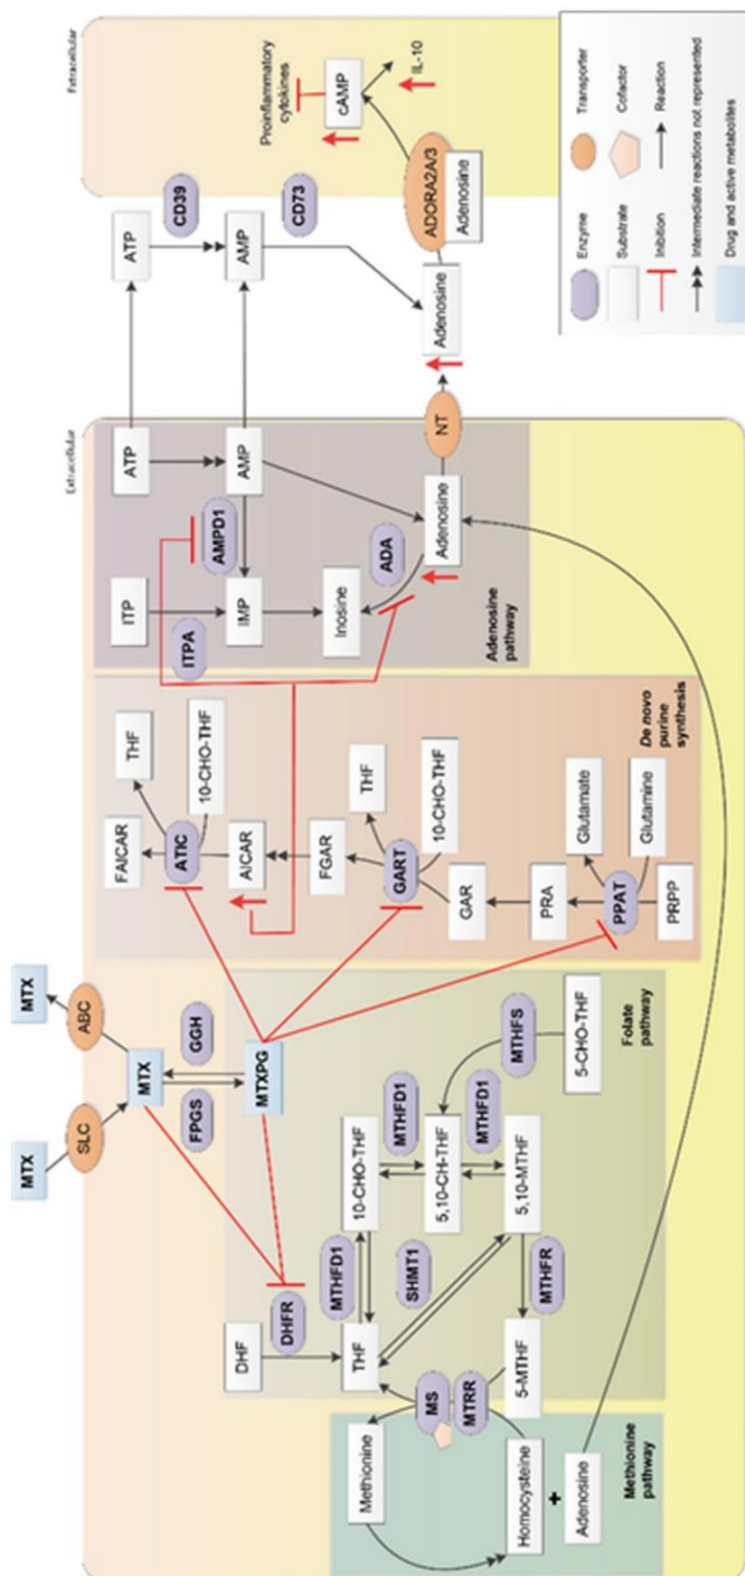 MTX
MTX
SLC
ABC
MTX
FPGS
GGH
MTXPG
DHF
DHFR
THF
MTHFD1
10-CHO-THF
MTHFD1
SHMT1
5,10-CH-THF
MTHFD1
5,10-MTHF
MTHFR
5-MTHF
MTHFS
5-CHO-THF
Folate
pathway
Methionine
MS
MTRR
Homocysteine
+
Adenosine
Methionine
pathway
FAICAR
THF
ATIC
10-CHO-THF
AICAR
FGAR
THF
GART
10-CHO-THF
GAR
PRA
Glutamate
PPAT
Glutamine
PRPP
De novo
purine
synthesis
Extracellular
ITP
ATP
ITPA
AMPD1
IMP
AMP
Inosine
ADA
Adenosine
Adenosine
pathway
NT
ATP
CD39
AMP
CD73
Adenosine
Extracellular
Proinflammatory
cytokines
cAMP
IL-10
ADORA2A/3
Adenosine
Enzyme
Transporter
Substrate
Cofactor
Inibition
Reaction
Intermediate reactions not represented
Drug and active metabolites